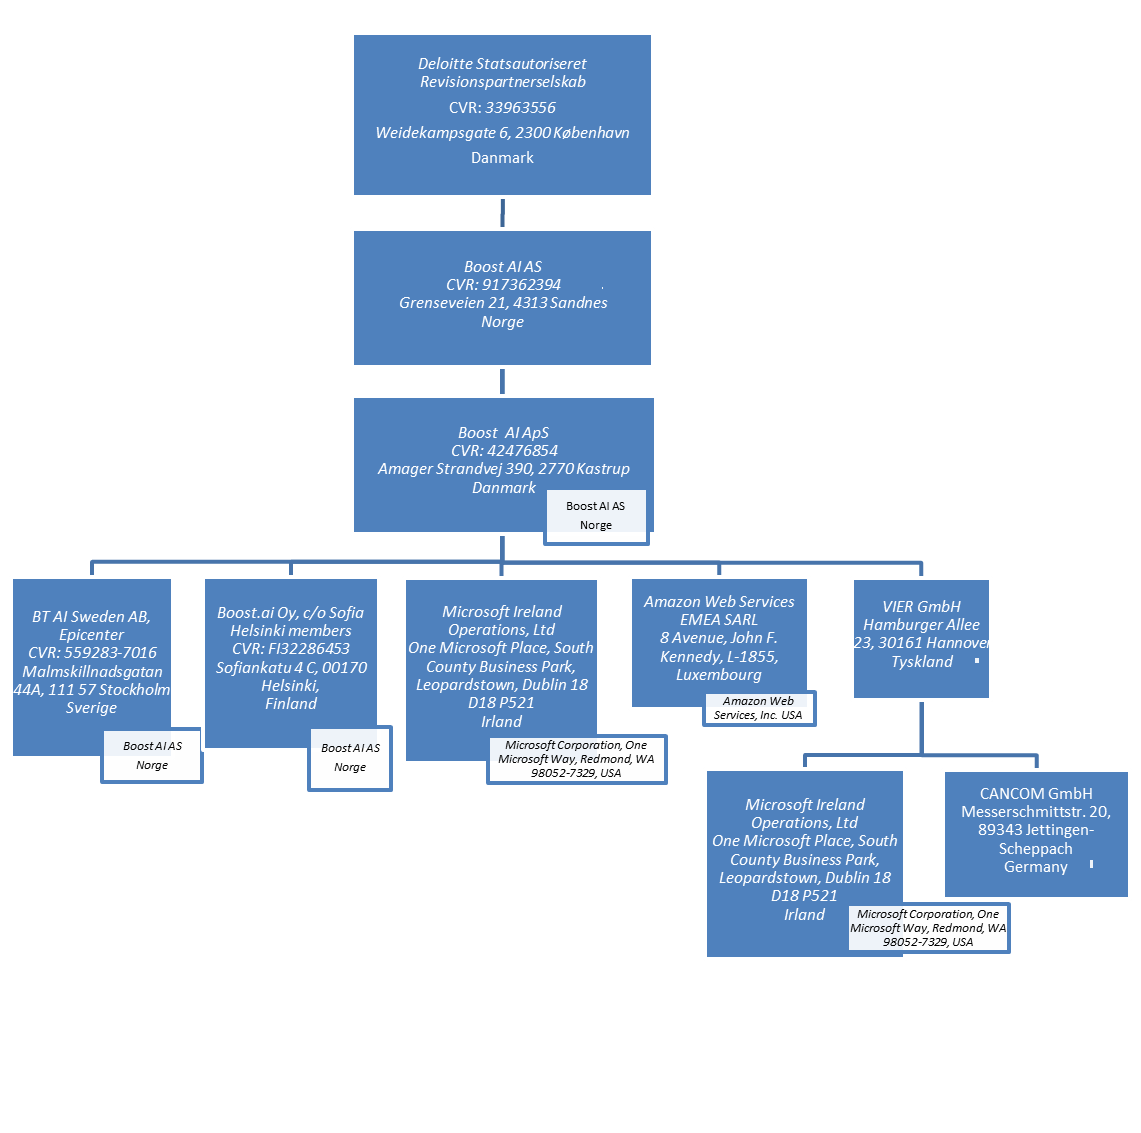 Deloitte Statsautoriseret
Revisionspartnerselskab
CVR: 33963556
Weidekampsgate 6, 2300 København
Danmark
Boost AI AS
CVR: 917362394
Grenseveien 21, 4313 Sandnes
Norge
Boost AI ApS
CVR: 42476854
Amager Strandvej 390, 2770 Kastrup
Danmark
Boost AI AS
Norge
BT AI Sweden AB,
Epicenter
CVR: 559283-7016
Malmskillnadsgatan
44A, 111 57 Stockholm
Sverige
Boost AI AS
Norge
Boost.ai Oy, c/o Sofia
Helsinki members
CVR: FI32286453
Sofiankatu 4 C, 00170
Helsinki,
Finland
Boost AI AS
Norge
Microsoft Ireland
Operations, Ltd
One Microsoft Place, South
County Business Park,
Leopardstown, Dublin 18
D18 P521
Irland
Microsoft Corporation, One
Microsoft Way, Redmond, WA
98052-7329, USA
Amazon Web Services
EMEA SARL
8 Avenue, John F.
Kennedy, L-1855,
Luxembourg
Amazon Web
Services, Inc. USA
VIER GmbH
Hamburger Allee
23, 30161 Hannover
Tyskland
Microsoft Ireland
Operations, Ltd
One Microsoft Place, South
County Business Park,
Leopardstown, Dublin 18
D18 P521
Irland
Microsoft Corporation, One
Microsoft Way, Redmond, WA
98052-7329, USA
CANCOM GmbH
Messerschmittstr. 20,
89343 Jettingen-
Scheppach
Germany